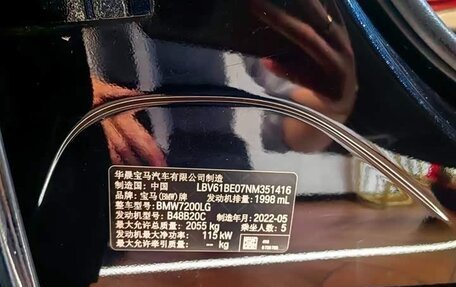 华晨宝马汽车有限公司制造
制造国：中国 LBV61BE07NM351416
品牌：宝马(BMW)牌 发动机排量：1998 mL
整车型号：BMW7200LG
发动机型号：B48B20C 制造年月：2022-05
最大允许总质量：2055 kg 乘坐人数：5
发动机最大净功率：115 kW
最大允许牵引质量：-- kg